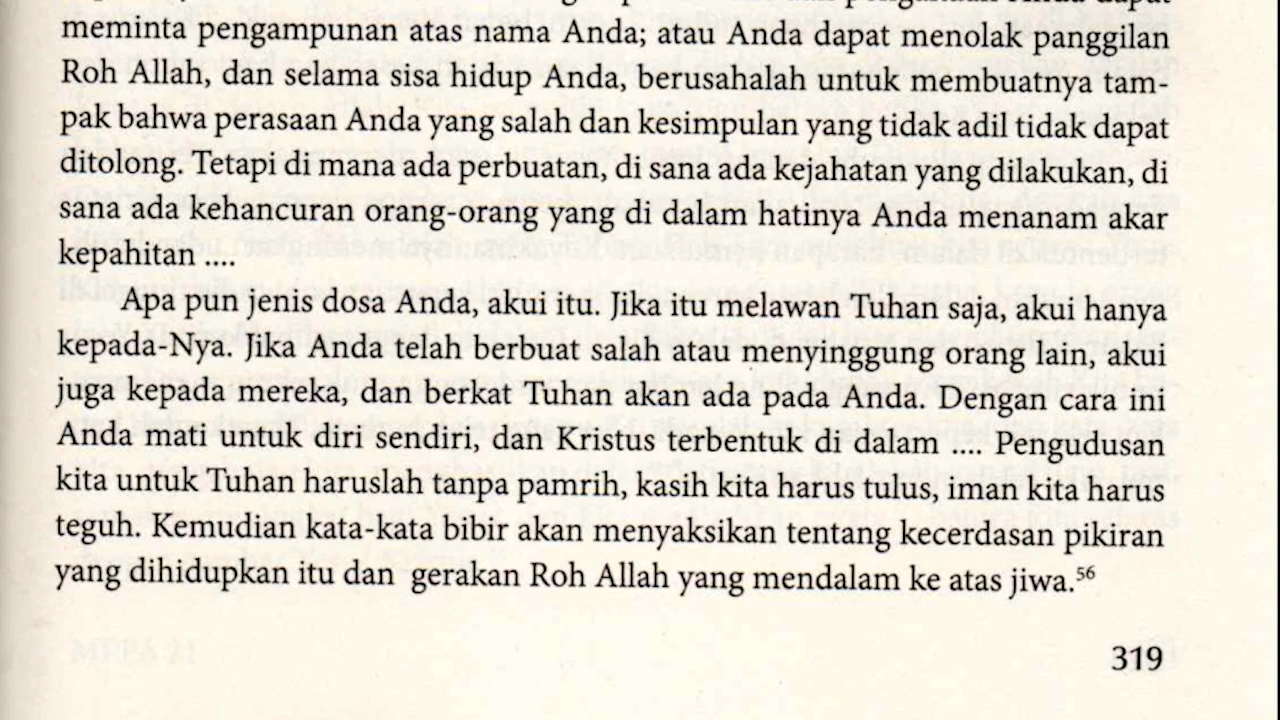 meminta pengampunan atas nama Anda; atau Anda dapat menolak panggilan
Roh Allah, dan selama sisa hidup Anda, berusahalah untuk membuatnya tam-
pak bahwa perasaan Anda yang salah dan kesimpulan yang tidak adil tidak dapat
ditolong. Tetapi di mana ada perbuatan, di sana ada kejahatan yang dilakukan, di
sana ada kehancuran orang-orang yang di dalam hatinya Anda menanam akar
kepahitan ....
Apa pun jenis dosa Anda, akui itu. Jika itu melawan Tuhan saja, akui hanya
kepada-Nya. Jika Anda telah berbuat salah atau menyinggung orang lain, akui
juga kepada mereka, dan berkat Tuhan akan ada pada Anda. Dengan cara ini
Anda mati untuk diri sendiri, dan Kristus terbentuk di dalam .... Pengudusan
kita untuk Tuhan haruslah tanpa pamrih, kasih kita harus tulus, iman kita harus
teguh. Kemudian kata-kata bibir akan menyaksikan tentang kecerdasan pikiran
yang dihidupkan itu dan gerakan Roh Allah yang mendalam ke atas jiwa.⁵⁶
319